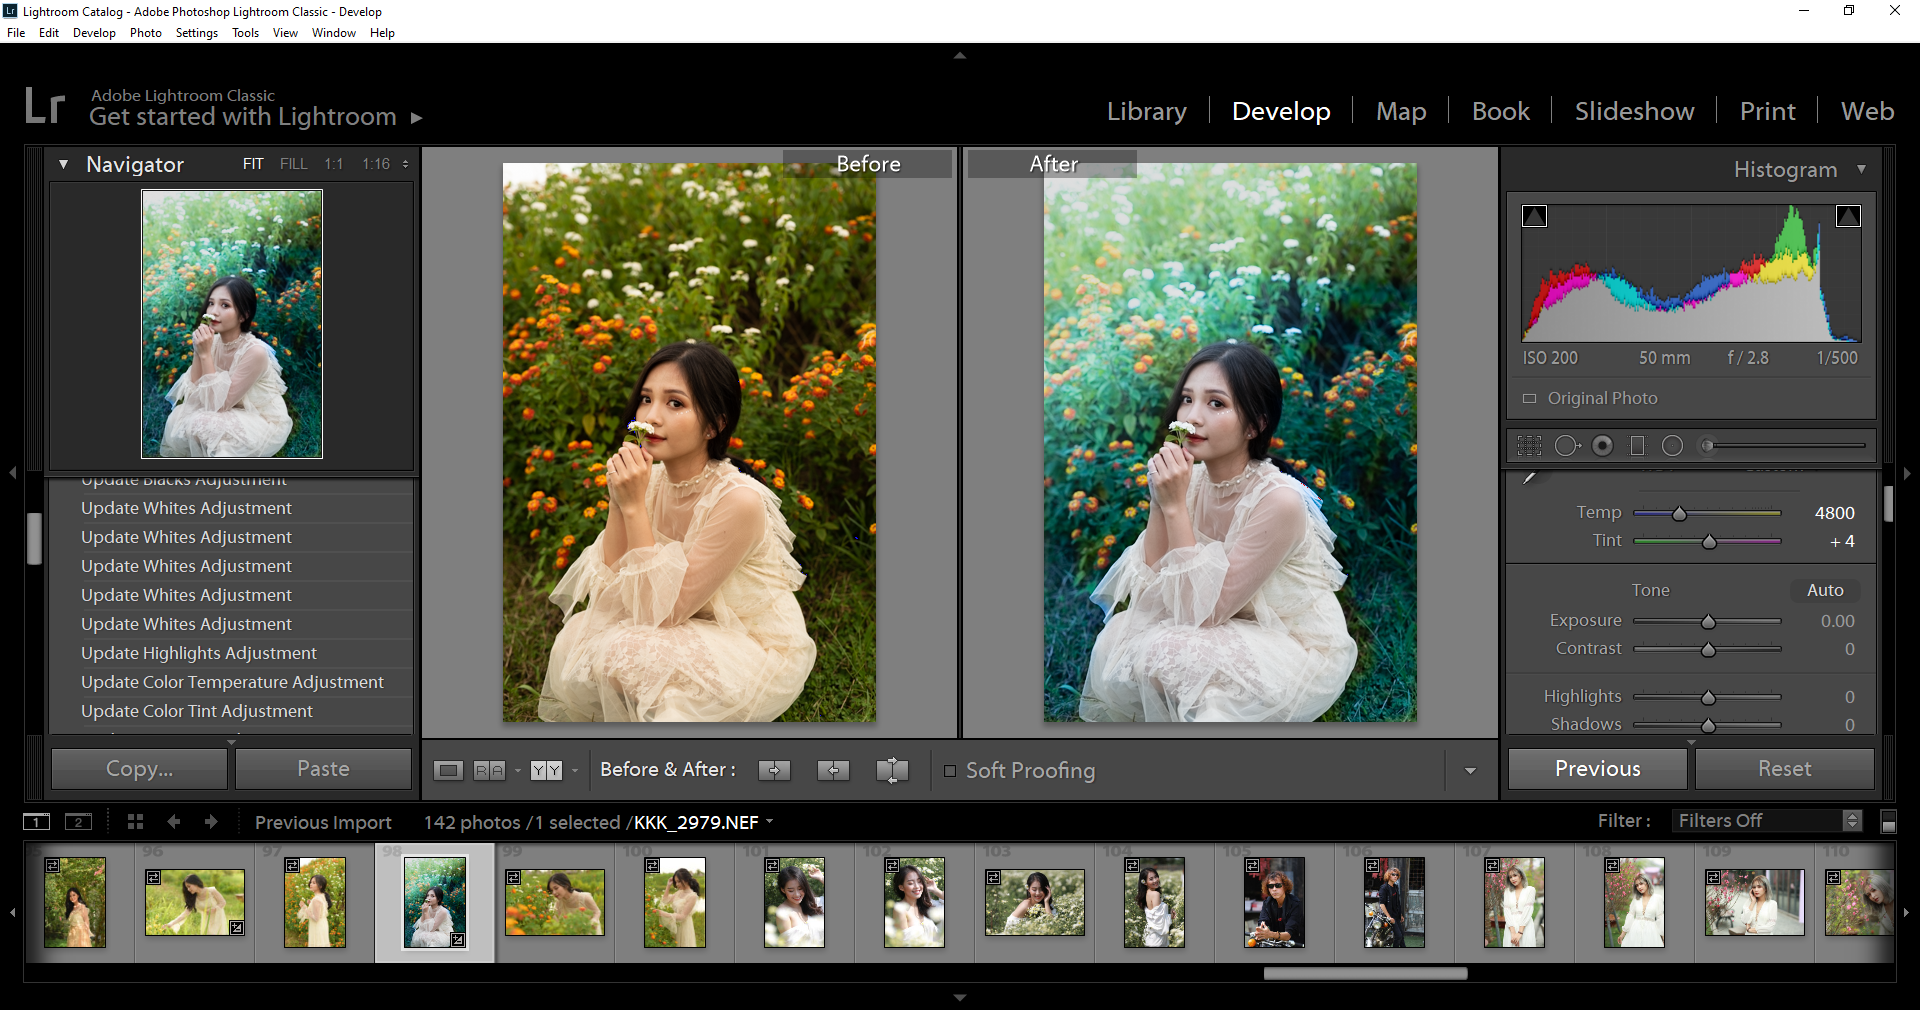 Lr Lightroom Catalog - Adobe Photoshop Lightroom Classic - Develop
File Edit Develop Photo Settings Tools View Window Help
Lr Adobe Lightroom Classic
Get started with Lightroom
Library Develop Map Book Slideshow Print Web
Navigator FIT FILL 1:1 1:16
Update Blacks Adjustment
Update Whites Adjustment
Update Whites Adjustment
Update Whites Adjustment
Update Whites Adjustment
Update Whites Adjustment
Update Highlights Adjustment
Update Color Temperature Adjustment
Update Color Tint Adjustment
Copy... Paste
Before
After
Histogram
ISO 200 50 mm f / 2.8 1/500
Original Photo
Temp 4800
Tint + 4
Tone Auto
Exposure 0.00
Contrast 0
Highlights 0
Shadows 0
Previous Reset
R A Y Y Before & After : Soft Proofing
1 2 Previous Import 142 photos / 1 selected / KKK_2979.NEF
Filter : Filters Off
96 97 98 99 100 101 102 103 104 105 106 107 108 109 110